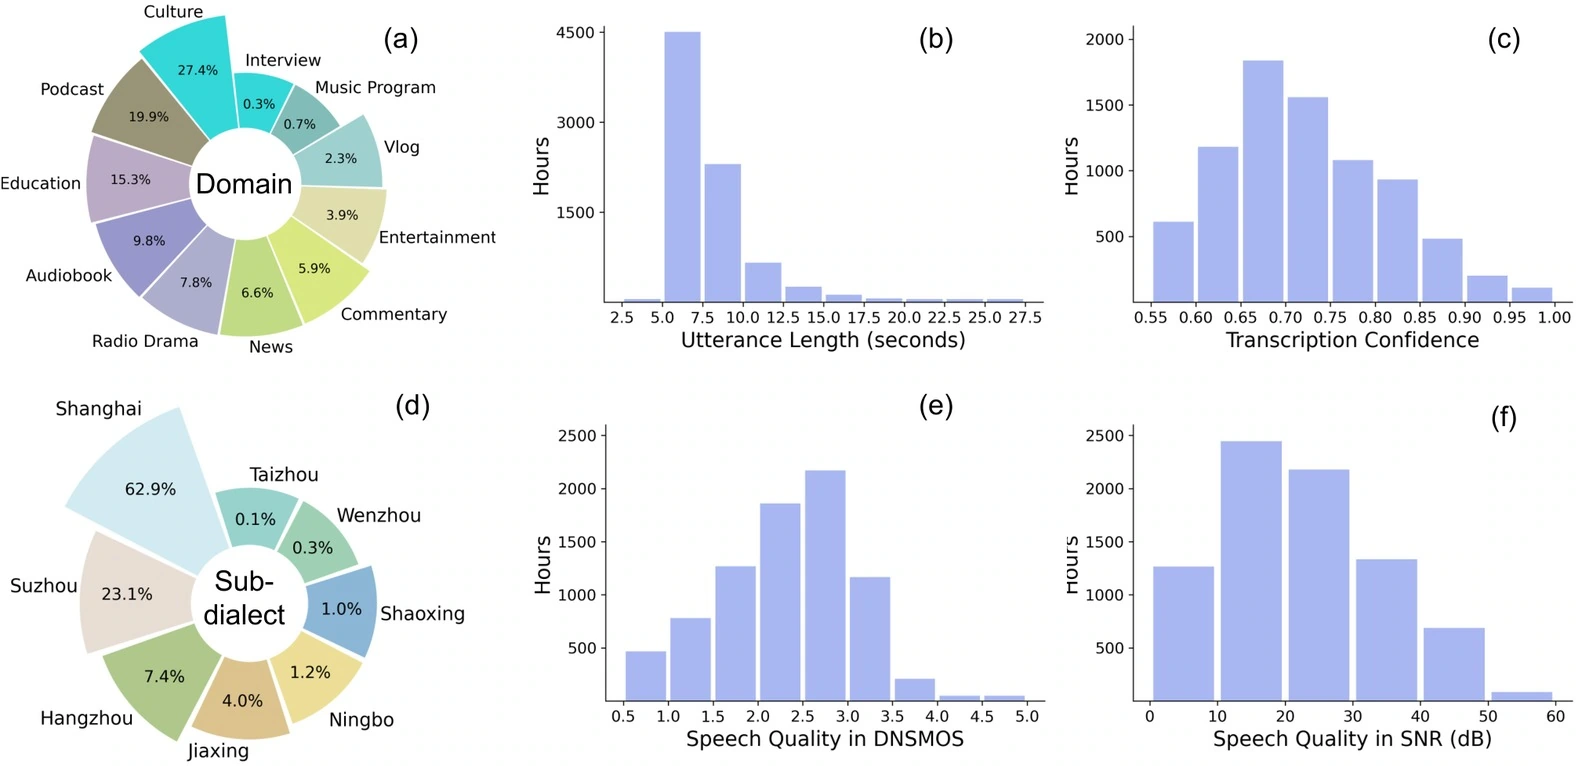 (a)
Culture
27.4%
Interview
0.3%
Music Program
0.7%
Vlog
2.3%
Entertainment
3.9%
Commentary
5.9%
News
6.6%
Radio Drama
7.8%
Audiobook
9.8%
Education
15.3%
Podcast
19.9%
Domain
(b)
Hours
4500
3000
1500
2.5 5.0 7.5 10.0 12.5 15.0 17.5 20.0 22.5 25.0 27.5
Utterance Length (seconds)
(c)
Hours
2000
1500
1000
500
0.55 0.60 0.65 0.70 0.75 0.80 0.85 0.90 0.95 1.00
Transcription Confidence
(d)
Shanghai
62.9%
Taizhou
0.1%
Wenzhou
0.3%
Shaoxing
1.0%
Ningbo
1.2%
Jiaxing
4.0%
Hangzhou
7.4%
Suzhou
23.1%
Sub-
dialect
(e)
Hours
2500
2000
1500
1000
500
0.5 1.0 1.5 2.0 2.5 3.0 3.5 4.0 4.5 5.0
Speech Quality in DNSMOS
(f)
Hours
2500
2000
1500
1000
500
0 10 20 30 40 50 60
Speech Quality in SNR (dB)